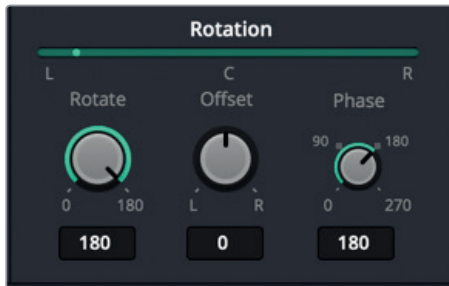 Rotation
L C R
Rotate Offset Phase
90 180
0 180 L R 0 270
180 0 180